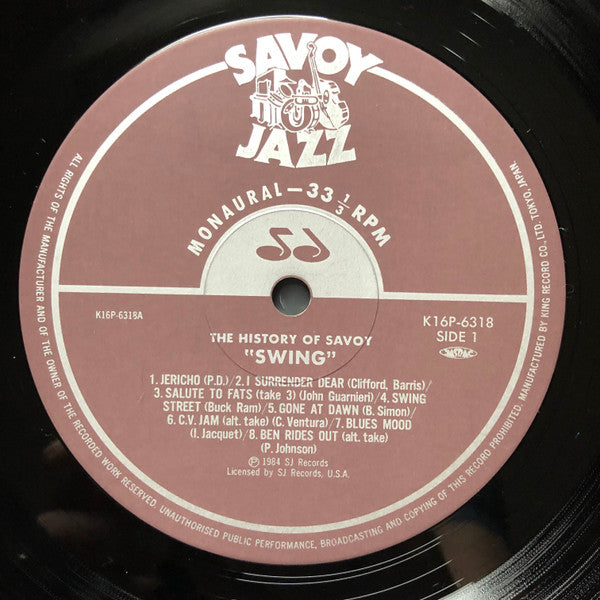 SAVOY
JAZZ
MONAURAL – 33 1/3 RPM
K16P-6318A
K16P-6318
SIDE 1
JASRAC
THE HISTORY OF SAVOY
"SWING"
1. JERICHO (P.D.)/2. I SURRENDER DEAR (Clifford, Barris)/
3. SALUTE TO FATS (take 3) (John Guarnieri)/4. SWING
STREET (Buck Ram)/5. GONE AT DAWN (B. Simon)/
6. C.V. JAM (alt. take) (C. Ventura)/7. BLUES MOOD
(I. Jacquet)/8. BEN RIDES OUT (alt. take)
(P. Johnson)
Ⓟ 1984 SJ Records
Licensed by SJ Records, U.S.A.
ALL RIGHTS OF THE MANUFACTURER AND OF THE OWNER OF THE RECORDED WORK RESERVED. UNAUTHORISED PUBLIC PERFORMANCE, BROADCASTING AND COPYING OF THIS RECORD PROHIBITED. MANUFACTURED BY KING RECORD CO., LTD. TOKYO, JAPAN.